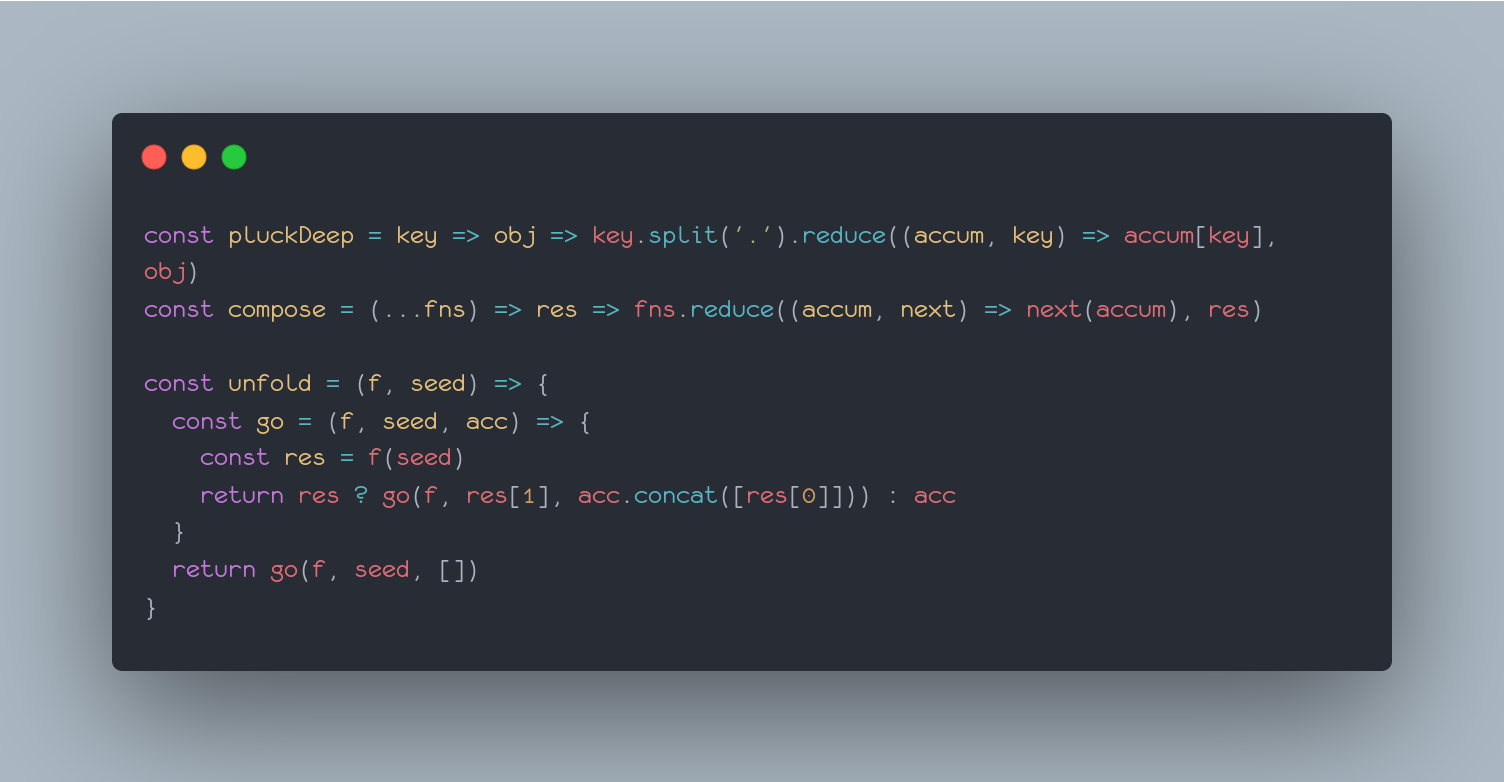 const pluckDeep = key => obj => key.split('.').reduce((accum, key) => accum[key],
obj)
const compose = (...fns) => res => fns.reduce((accum, next) => next(accum), res)

const unfold = (f, seed) => {
  const go = (f, seed, acc) => {
    const res = f(seed)
    return res ? go(f, res[1], acc.concat([res[0]])) : acc
  }
  return go(f, seed, [])
}